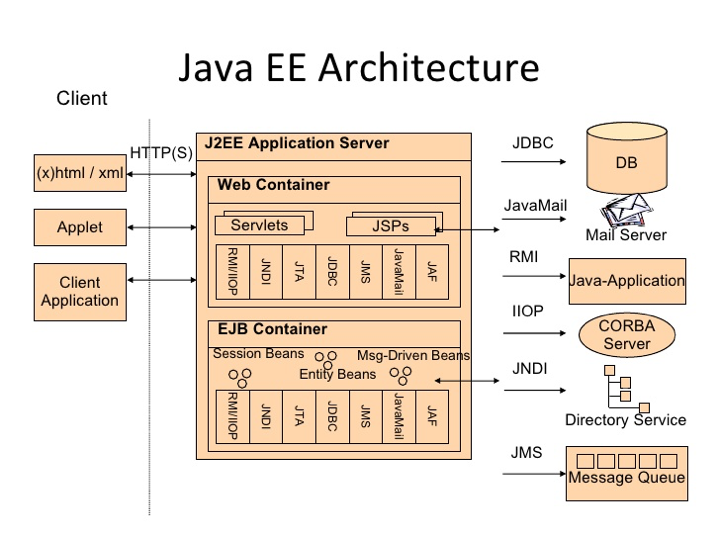 Java EE Architecture
Client
HTTP(S)
(x)html / xml
Applet
Client
Application
J2EE Application Server
Web Container
Servlets
JSPs
RMI/IIOP
JNDI
JTA
JDBC
JMS
JavaMail
JAF
EJB Container
Session Beans
Msg-Driven Beans
Entity Beans
RMI/IIOP
JNDI
JTA
JDBC
JMS
JavaMail
JAF
JDBC
DB
JavaMail
Mail Server
RMI
Java-Application
IIOP
CORBA
Server
JNDI
Directory Service
JMS
Message Queue